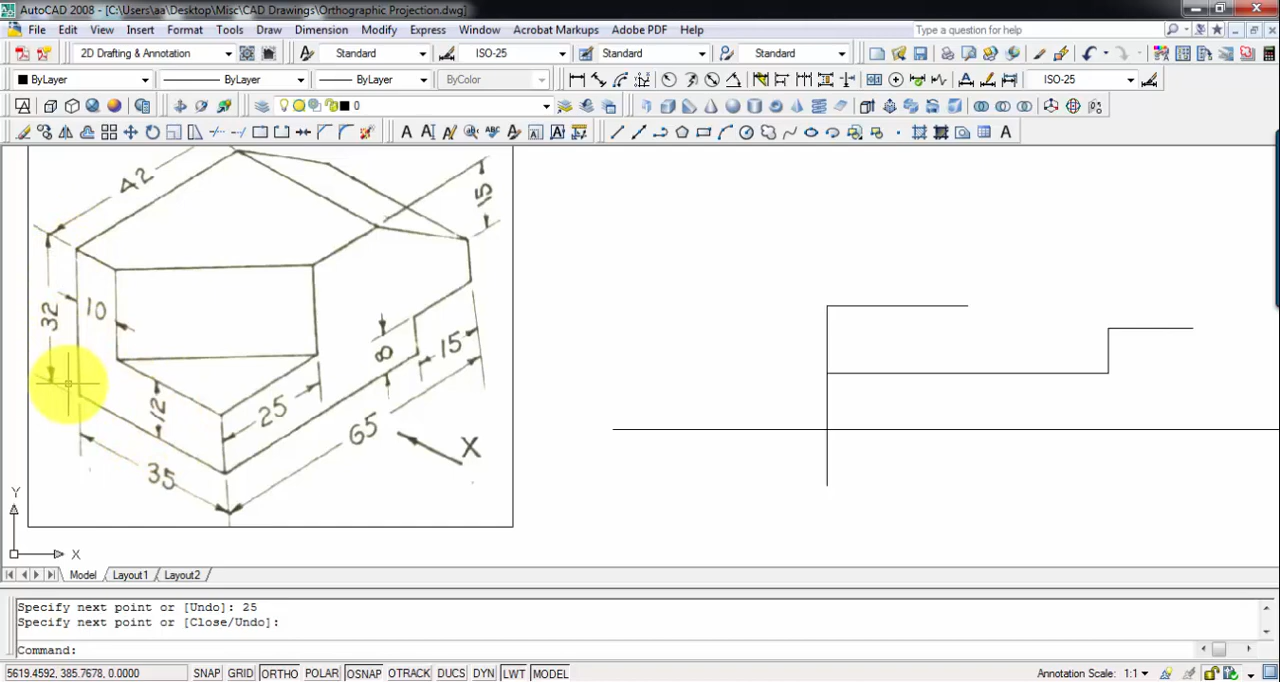 AutoCAD 2008 - [C:\Users\aa\Desktop\Misc\CAD Drawings\Orthographic Projection.dwg]
File Edit View Insert Format Tools Draw Dimension Modify Express Window Acrobat Markups Adobe PDF Help
Type a question for help
2D Drafting & Annotation Standard ISO-25 Standard Standard
ByLayer ByLayer ByLayer ByColor ISO-25
0
42
15
32
10
8
15
12
25
65
X
35
Y
X
Model Layout1 Layout2
Specify next point or [Undo]: 25
Specify next point or [Close/Undo]:
Command:
5619.4592, 385.7678, 0.0000 SNAP GRID ORTHO POLAR OSNAP OTRACK DUCS DYN LWT MODEL Annotation Scale: 1:1